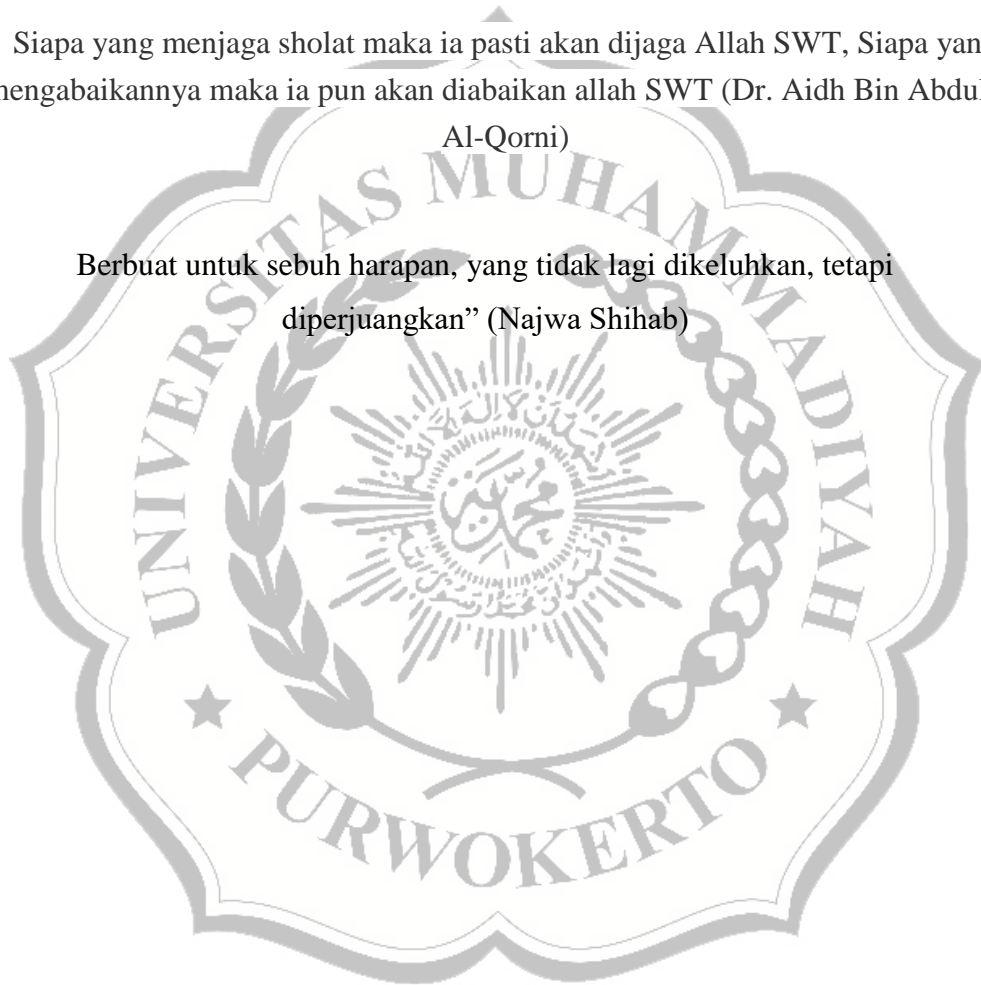 Siapa yang menjaga sholat maka ia pasti akan dijaga Allah SWT, Siapa yan
mengabaikannya maka ia pun akan diabaikan allah SWT (Dr. Aidh Bin Abdul
Al-Qorni)
Berbuat untuk sebuh harapan, yang tidak lagi dikeluhkan, tetapi
diperjuangkan” (Najwa Shihab)
UNIVERSITAS MUHAMMADIYAH
PURWOKERTO